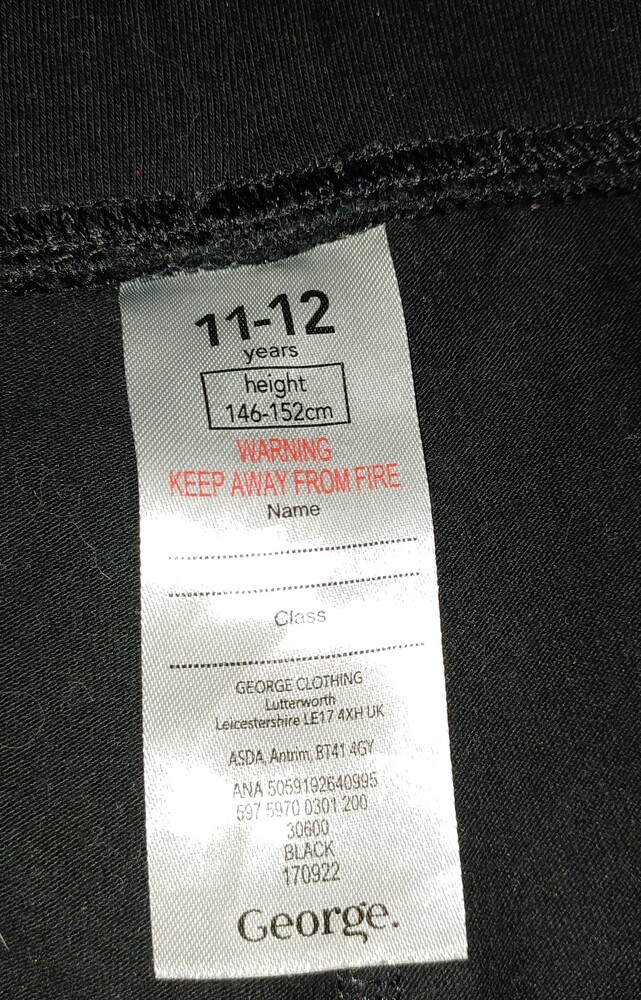 11-12
years
height
146-152cm
WARNING
KEEP AWAY FROM FIRE
Name
Class
GEORGE CLOTHING
Lutterworth
Leicestershire LE17 4XH UK
ASDA, Antrim, BT41 4GY
ANA 5059192640995
597 5970 0301 200
30600
BLACK
170922
George.